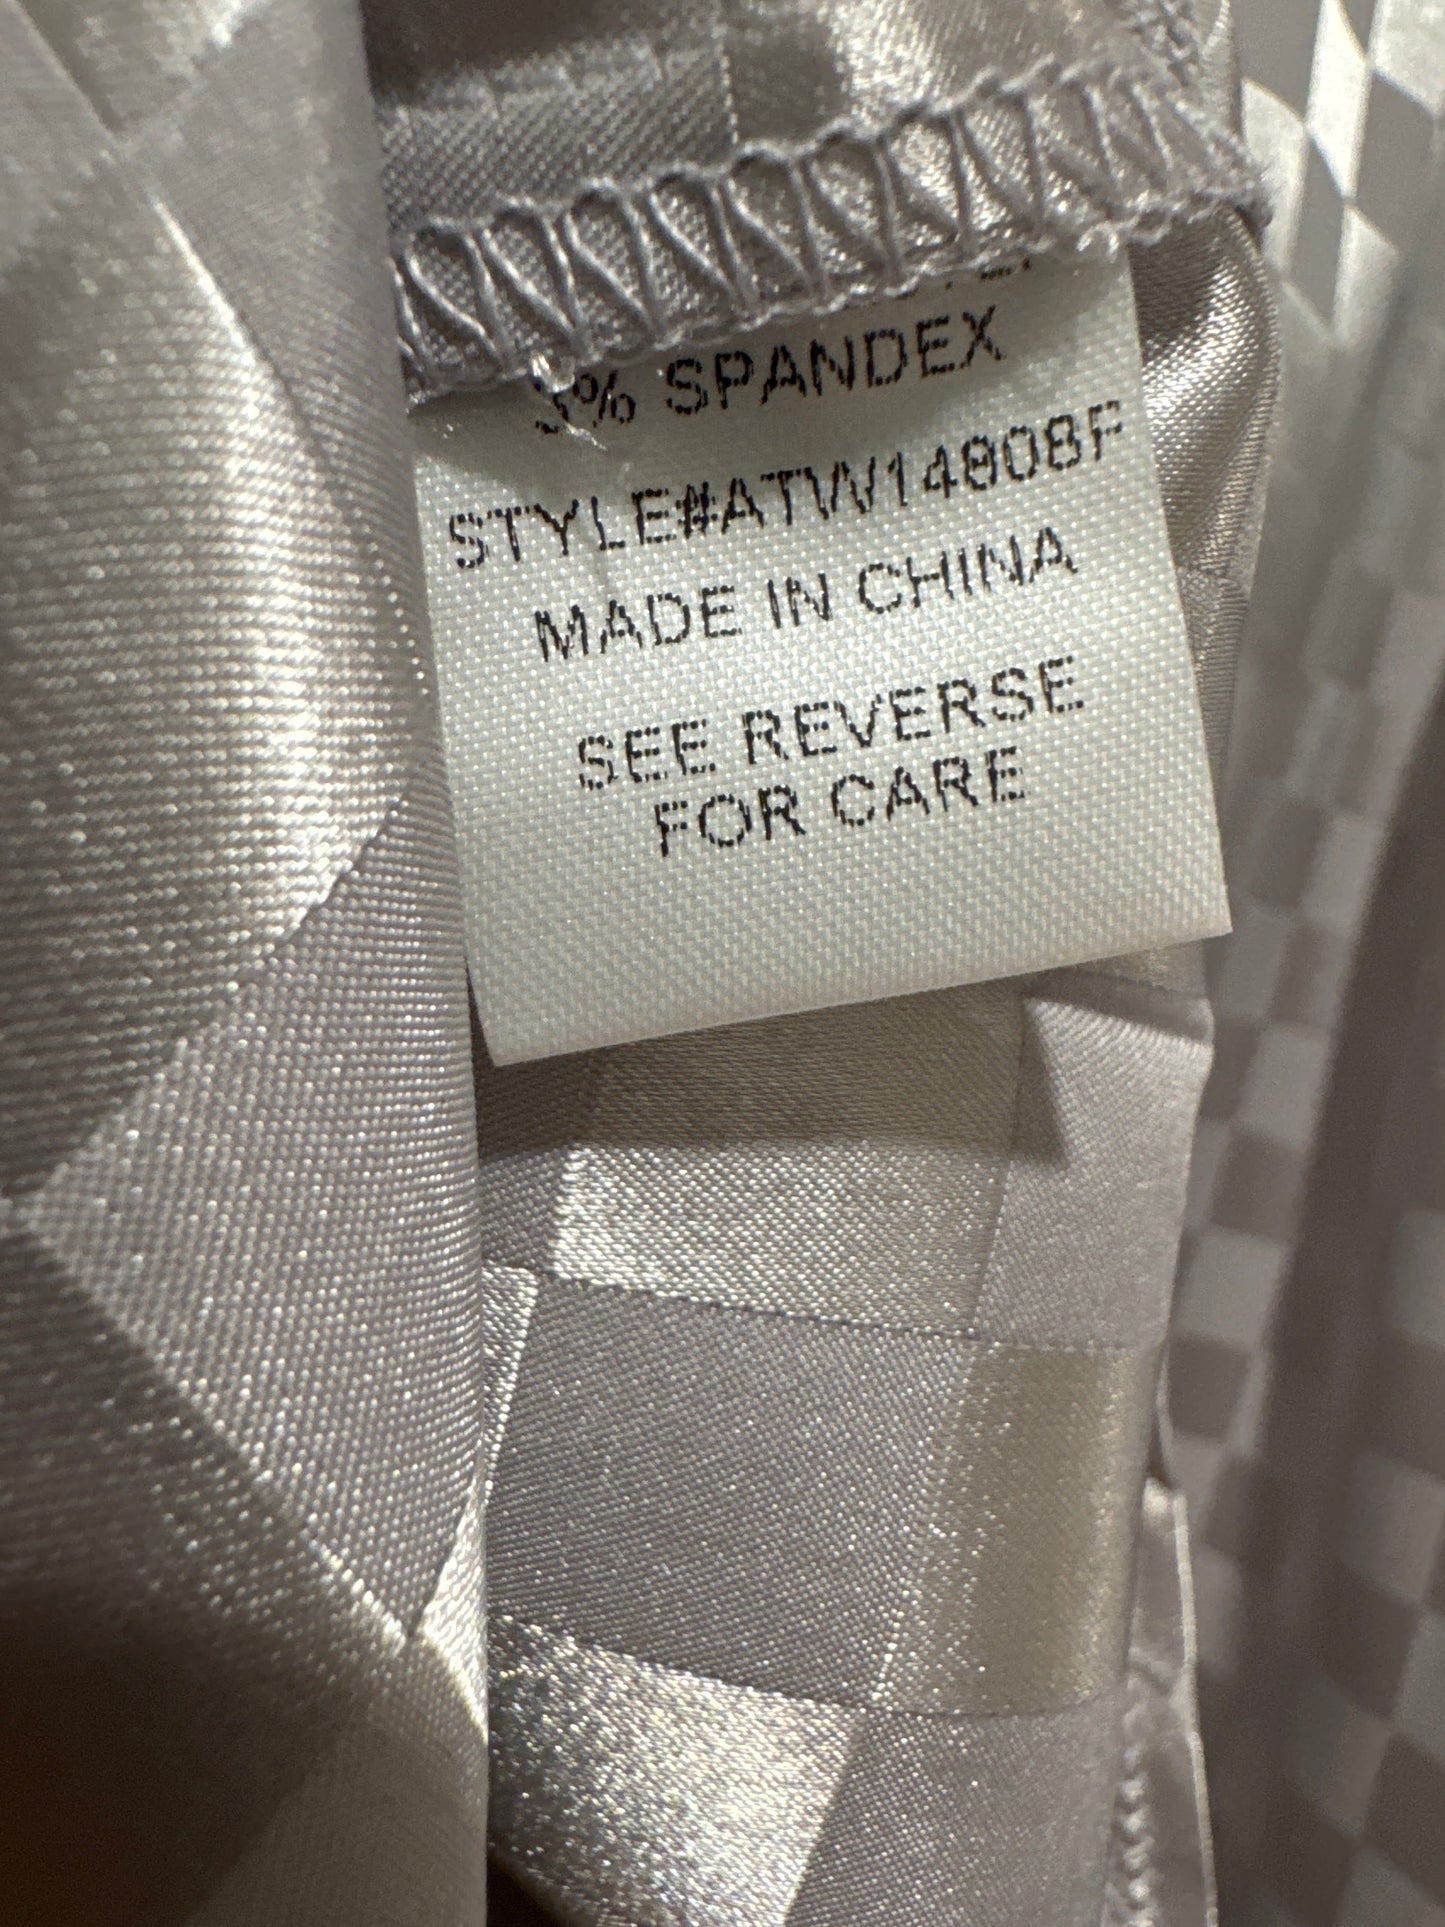 % SPANDEX
STYLE#ATW14808F
MADE IN CHINA
SEE REVERSE
FOR CARE